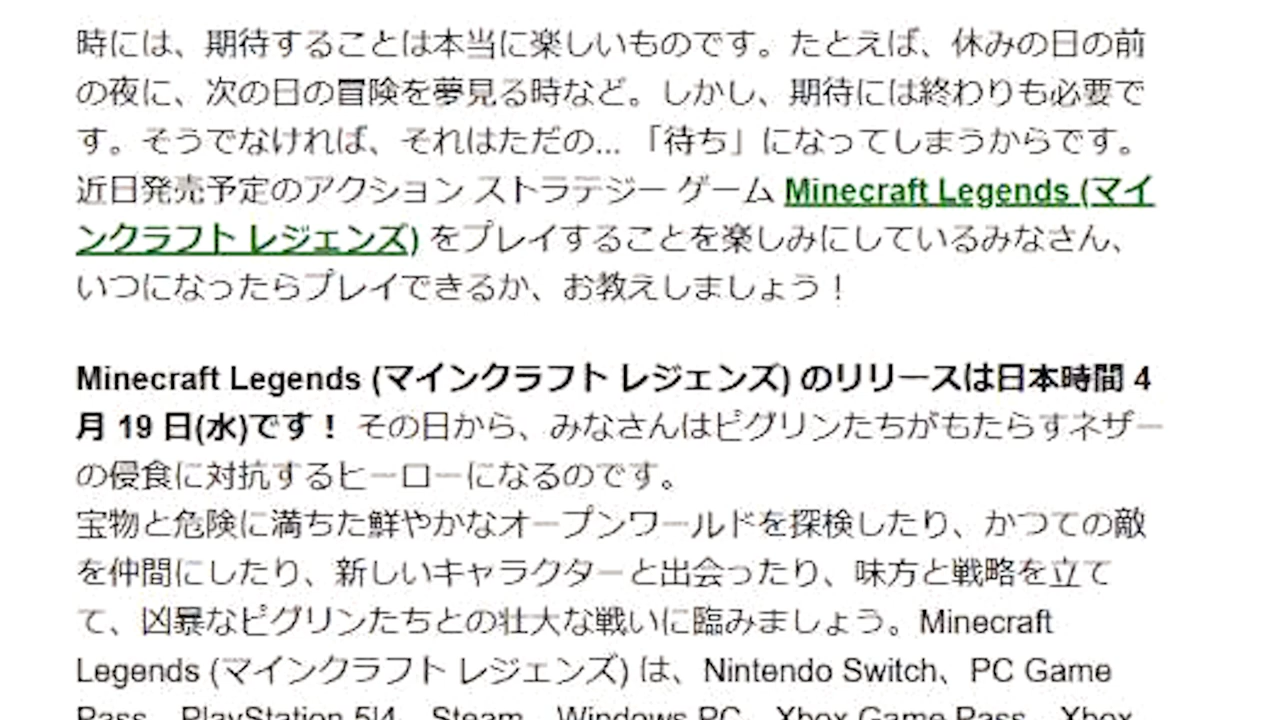 時には、期待することは本当に楽しいものです。たとえば、休みの日の前
の夜に、次の日の冒険を夢見る時など。しかし、期待には終わりも必要で
す。そうでなければ、それはただの... 「待ち」になってしまうからです。
近日発売予定のアクション ストラテジー ゲーム Minecraft Legends (マイ
ンクラフト レジェンズ) をプレイすることを楽しみにしているみなさん、
いつになったらプレイできるか、お教えしましょう！
Minecraft Legends (マインクラフト レジェンズ) のリリースは日本時間 4
月 19 日(水)です！ その日から、みなさんはピグリンたちがもたらすネザー
の侵食に対抗するヒーローになるのです。
宝物と危険に満ちた鮮やかなオープンワールドを探検したり、かつての敵
を仲間にしたり、新しいキャラクターと出会ったり、味方と戦略を立て
て、凶暴なピグリンたちとの壮大な戦いに臨みましょう。Minecraft
Legends (マインクラフト レジェンズ) は、Nintendo Switch、PC Game
Pass、PlayStation 5|4、Steam、Windows PC、Xbox Game Pass、Xbox